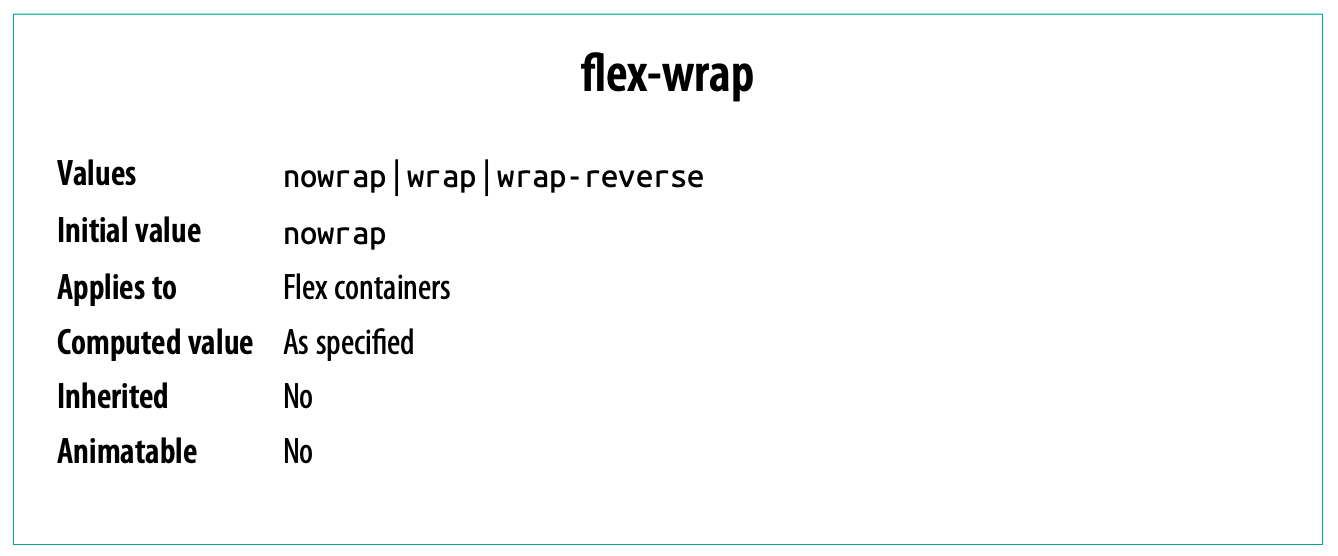 flex-wrap
Values nowrap | wrap | wrap-reverse
Initial value nowrap
Applies to Flex containers
Computed value As specified
Inherited No
Animatable No